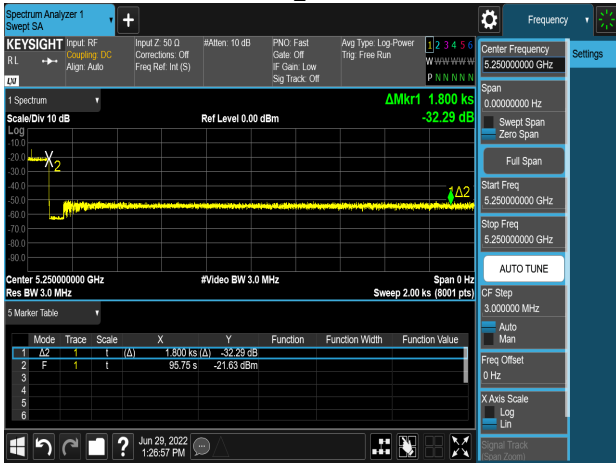 Spectrum Analyzer 1
Swept SA
+
Frequency
KEYSIGHT
RL
LXI
Input: RF
Coupling: DC
Align: Auto
Input Z: 50 Ω
Corrections: Off
Freq Ref: Int (S)
#Atten: 10 dB
PNO: Fast
Gate: Off
IF Gain: Low
Sig Track: Off
Avg Type: Log-Power
Trig: Free Run
1 2 3 4 5 6
W W W W W W
P N N N N N
Center Frequency
5.250000000 GHz
Settings
Span
0.00000000 Hz
Swept Span
Zero Span
Full Span
Start Freq
5.250000000 GHz
Stop Freq
5.250000000 GHz
AUTO TUNE
CF Step
3.000000 MHz
Auto
Man
Freq Offset
0 Hz
X Axis Scale
Log
Lin
Signal Track
(Span Zoom)
1 Spectrum
ΔMkr1 1.800 ks
Scale/Div 10 dB
Ref Level 0.00 dBm
-32.29 dB
Log
-10.0
-20.0
-30.0
-40.0
-50.0
-60.0
-70.0
-80.0
-90.0
2
1Δ2
Center 5.250000000 GHz
#Video BW 3.0 MHz
Span 0 Hz
Res BW 3.0 MHz
Sweep 2.00 ks (8001 pts)
5 Marker Table
Mode Trace Scale X Y Function Function Width Function Value
1 Δ2 1 t (Δ) 1.800 ks (Δ) -32.29 dB
2 F 1 t 95.75 s -21.63 dBm
3
4
5
6
?
Jun 29, 2022
1:26:57 PM